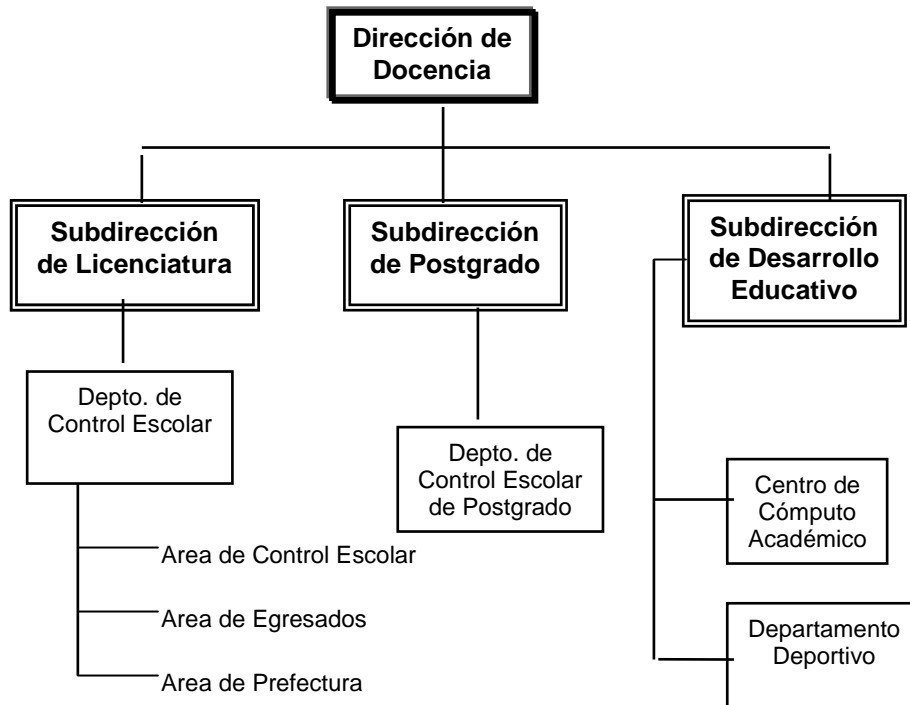 Dirección de
Docencia
Subdirección
de Licenciatura
Subdirección
de Postgrado
Subdirección
de Desarrollo
Educativo
Depto. de
Control Escolar
Depto. de
Control Escolar
de Postgrado
Centro de
Cómputo
Académico
Area de Control Escolar
Area de Egresados
Area de Prefectura
Departamento
Deportivo